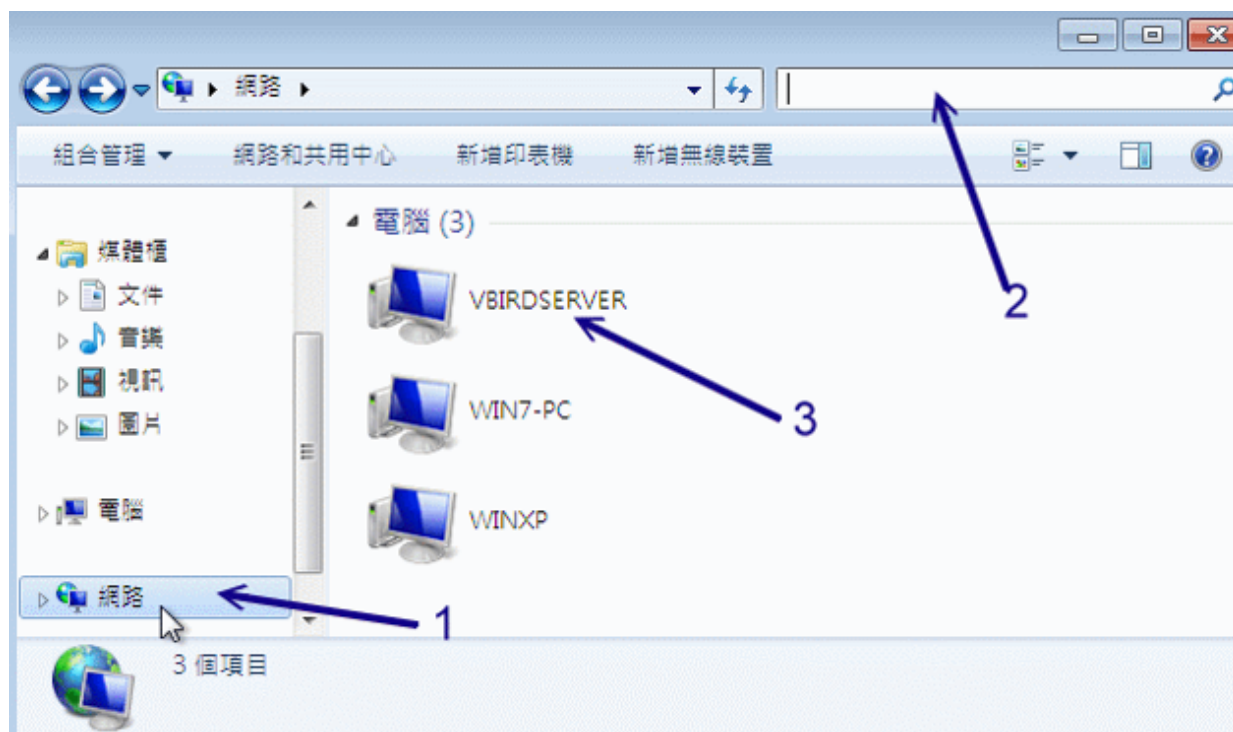 網路
組合管理 網路和共用中心 新增印表機 新增無線裝置
電腦 (3)
媒體櫃
文件
音樂
視訊
圖片
電腦
網路
VBIRDSERVER
WIN7-PC
WINXP
1
2
3
3 個項目